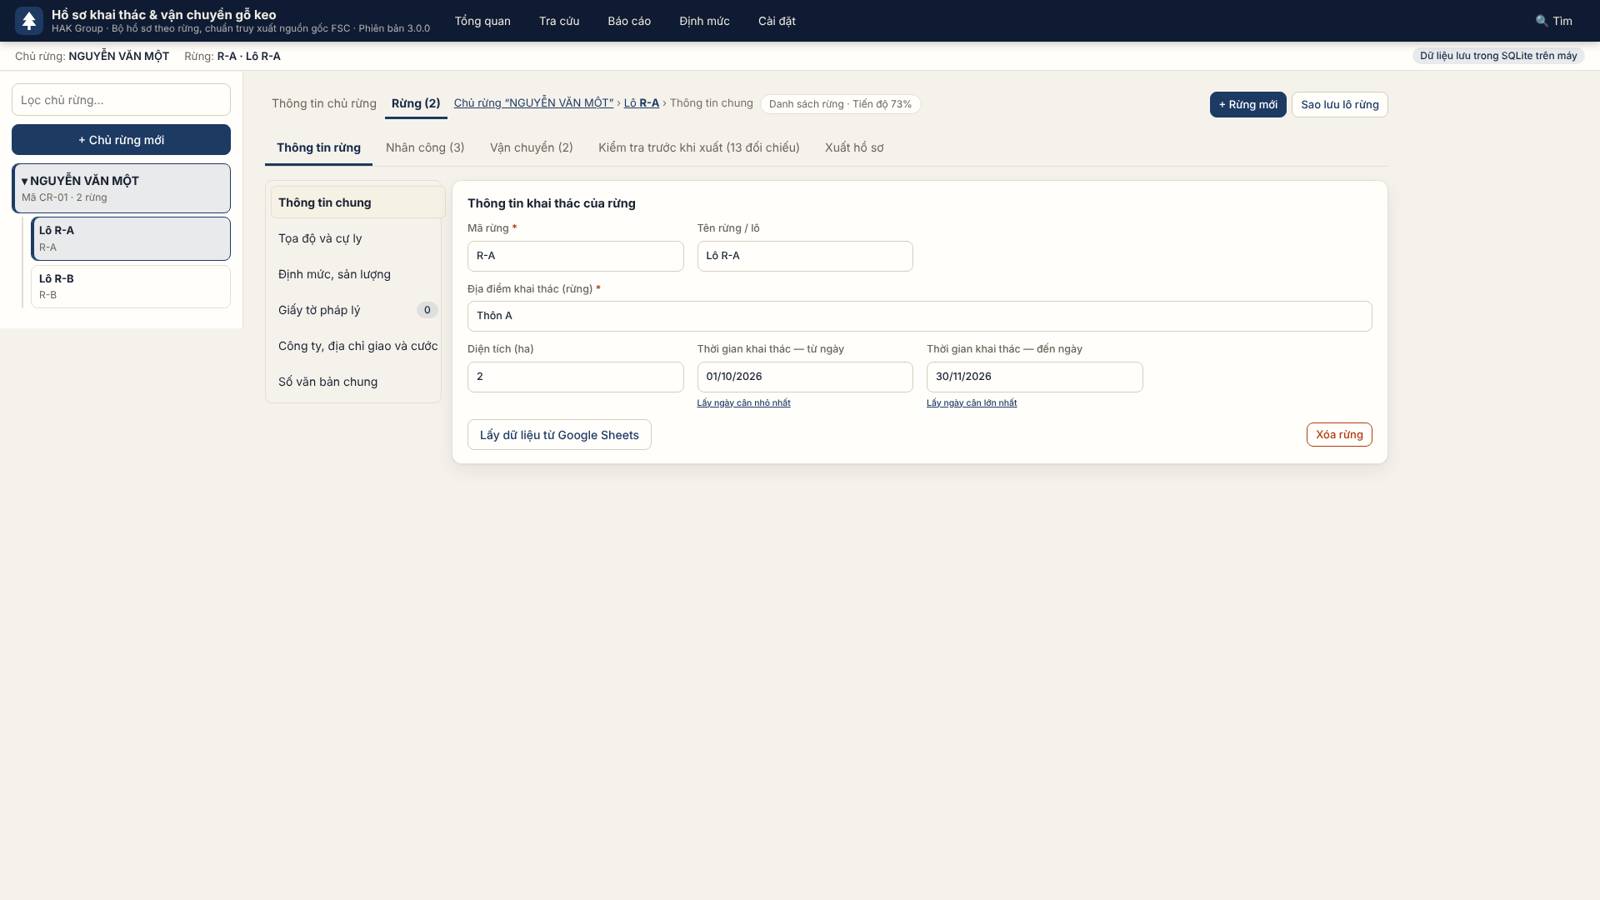 Hồ sơ khai thác & vận chuyển gỗ keo
HAK Group · Bộ hồ sơ theo rừng, chuẩn truy xuất nguồn gốc FSC · Phiên bản 3.0.0
Tổng quan
Tra cứu
Báo cáo
Định mức
Cài đặt
Tìm
Chủ rừng: NGUYỄN VĂN MỘT Rừng: R-A · Lô R-A
Dữ liệu lưu trong SQLite trên máy
Lọc chủ rừng...
+ Chủ rừng mới
▾ NGUYỄN VĂN MỘT
Mã CR-01 · 2 rừng
Lô R-A
R-A
Lô R-B
R-B
Thông tin chủ rừng
Rừng (2)
Chủ rừng “NGUYỄN VĂN MỘT” › Lô R-A › Thông tin chung
Danh sách rừng · Tiến độ 73%
+ Rừng mới
Sao lưu lô rừng
Thông tin rừng
Nhân công (3)
Vận chuyển (2)
Kiểm tra trước khi xuất (13 đối chiếu)
Xuất hồ sơ
Thông tin chung
Tọa độ và cự ly
Định mức, sản lượng
Giấy tờ pháp lý 0
Công ty, địa chỉ giao và cước
Số văn bản chung
Thông tin khai thác của rừng
Mã rừng *
Tên rừng / lô
R-A
Lô R-A
Địa điểm khai thác (rừng) *
Thôn A
Diện tích (ha)
Thời gian khai thác — từ ngày
Thời gian khai thác — đến ngày
2
01/10/2026
30/11/2026
Lấy ngày cân nhỏ nhất
Lấy ngày cân lớn nhất
Lấy dữ liệu từ Google Sheets
Xóa rừng